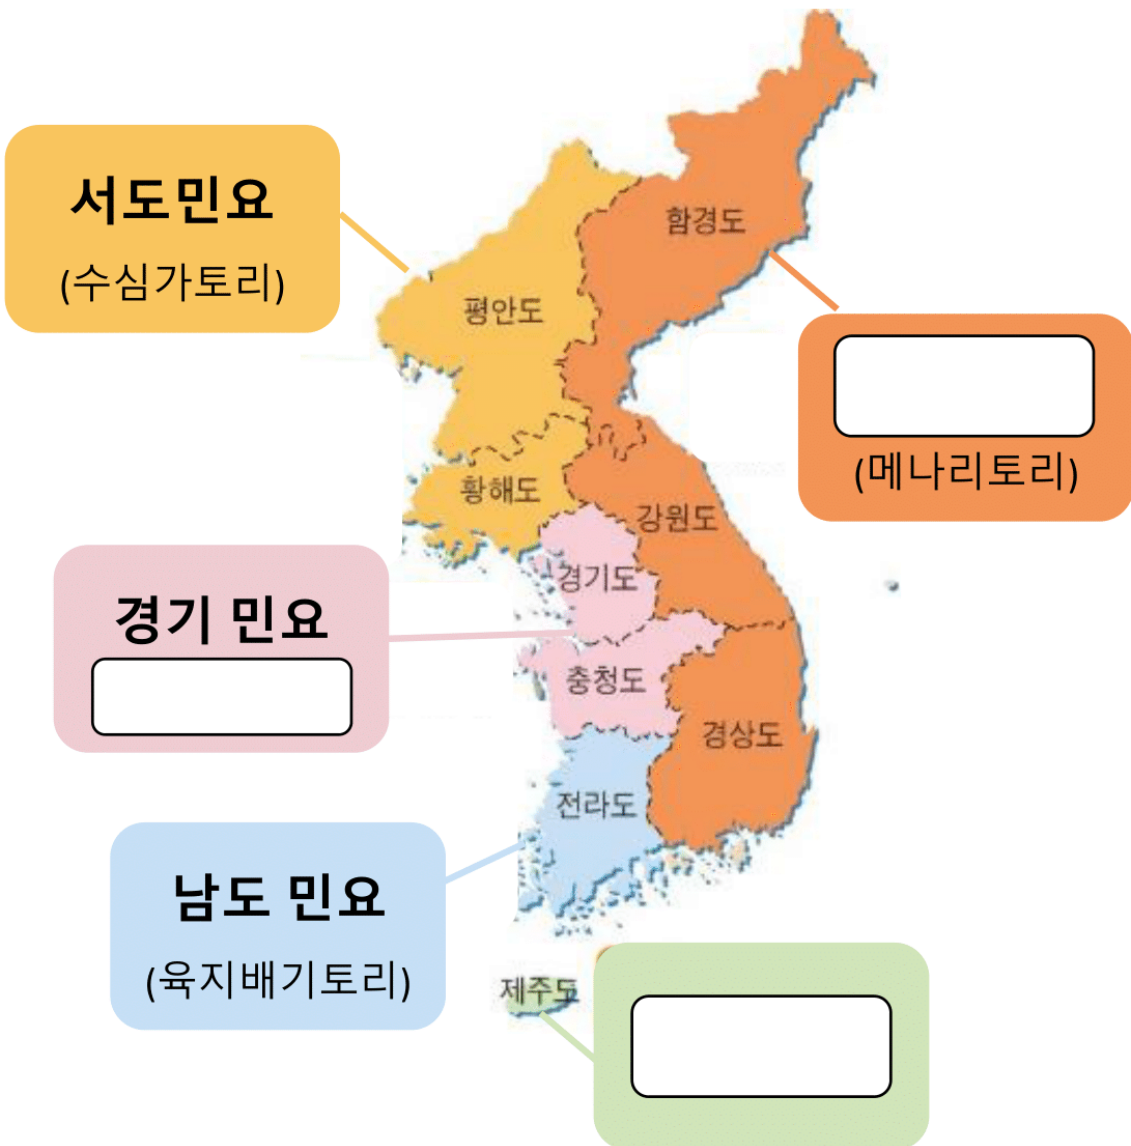 서도민요
(수심가토리)
함경도
평안도
(메나리토리)
황해도
강원도
경기도
경기 민요
충청도
경상도
전라도
남도 민요
(육지배기토리)
제주도